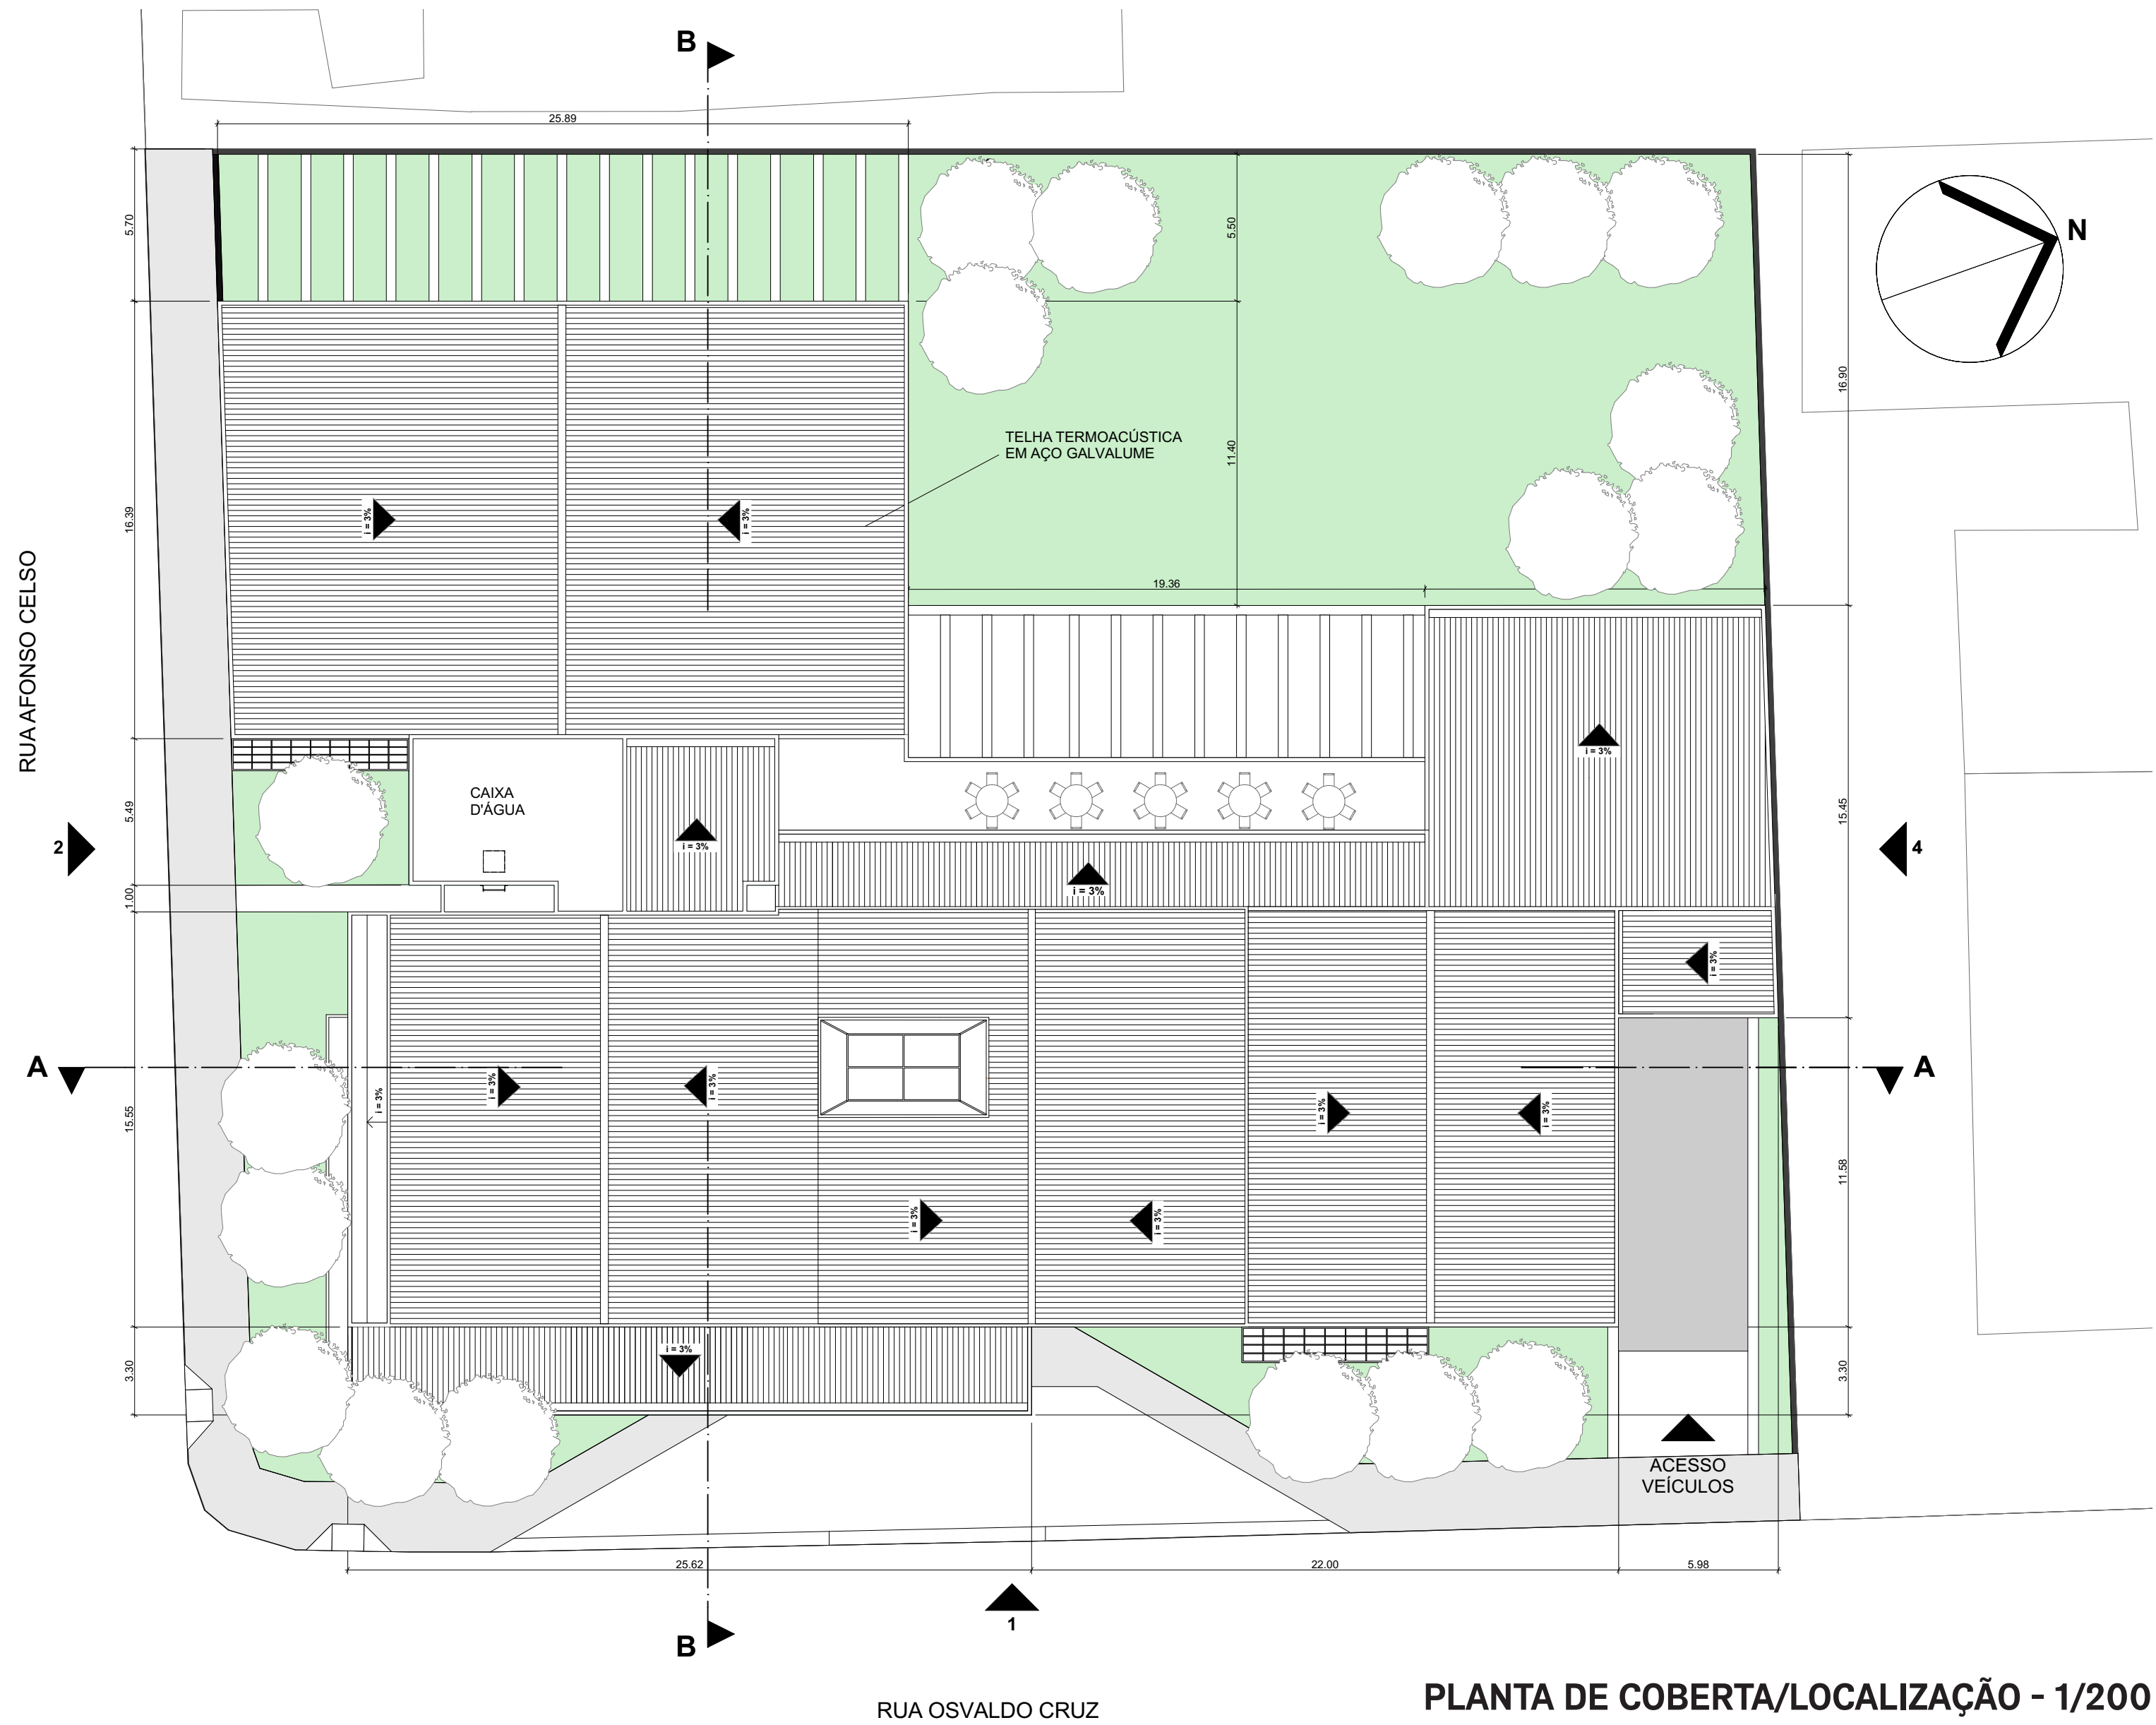 B
25.89
5.70
5.50
N
16.90
TELHA TERMOACÚSTICA
EM AÇO GALVALUME
11.40
16.39
i = 3%
i = 3%
RUA AFONSO CELSO
19.36
i = 3%
CAIXA
D'ÁGUA
5.49
15.45
2
i = 3%
4
i = 3%
1.00
i = 3%
A
A
i = 3%
i = 3%
i = 3%
i = 3%
i = 3%
15.55
11.58
i = 3%
i = 3%
i = 3%
3.30
3.30
ACESSO
VEÍCULOS
25.62
22.00
5.98
1
B
PLANTA DE COBERTA/LOCALIZAÇÃO - 1/200
RUA OSVALDO CRUZ